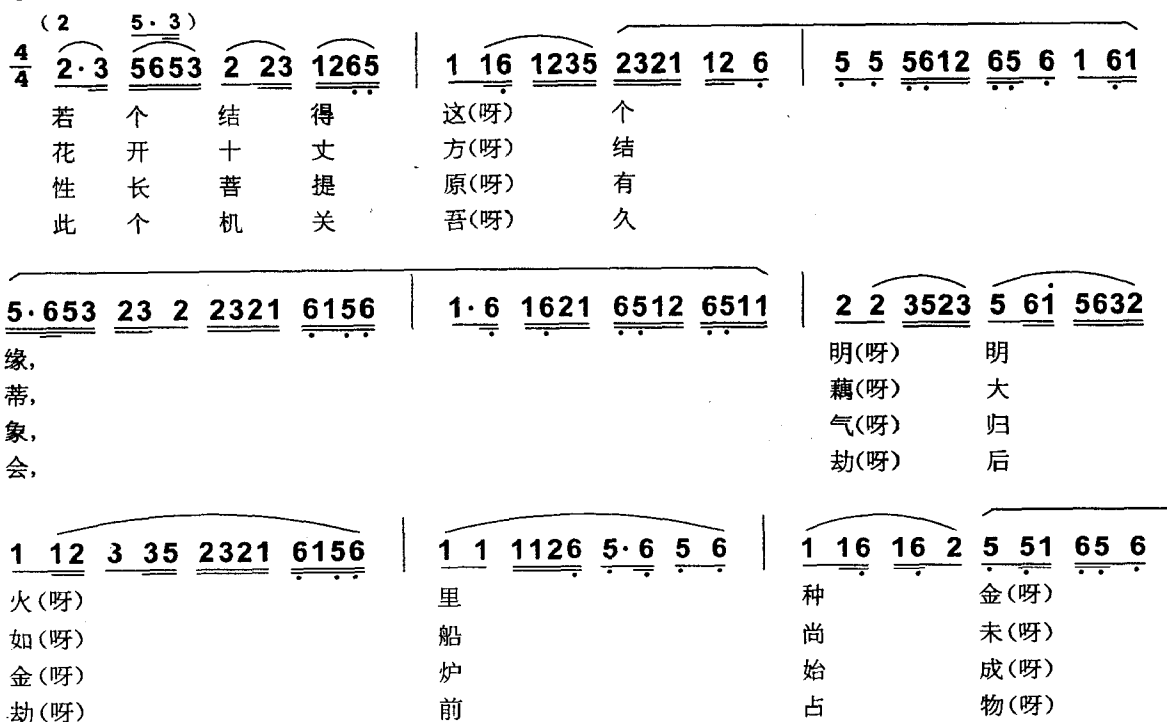 (2 5·3)
4/4 2·3 5653 2 23 1265 | 1 16 1235 2321 12 6 | 5 5 5612 65 6 1 61
若 个 结 得 这(呀) 个
花 开 十 丈 方(呀) 结
性 长 菩 提 原(呀) 有
此 个 机 关 吾(呀) 久
5·653 23 2 2321 6156 | 1·6 1621 6512 6511 | 2 2 3523 5 61 5632
缘, 明(呀) 明
蒂, 藕(呀) 大
象, 气(呀) 归
会, 劫(呀) 后
1 12 3 35 2321 6156 | 1 1 1126 5·6 5 6 | 1 16 16 2 5 51 65 6
火(呀) 里 种 金(呀)
如(呀) 船 尚 未(呀)
金(呀) 炉 始 成(呀)
劫(呀) 前 占 物(呀)